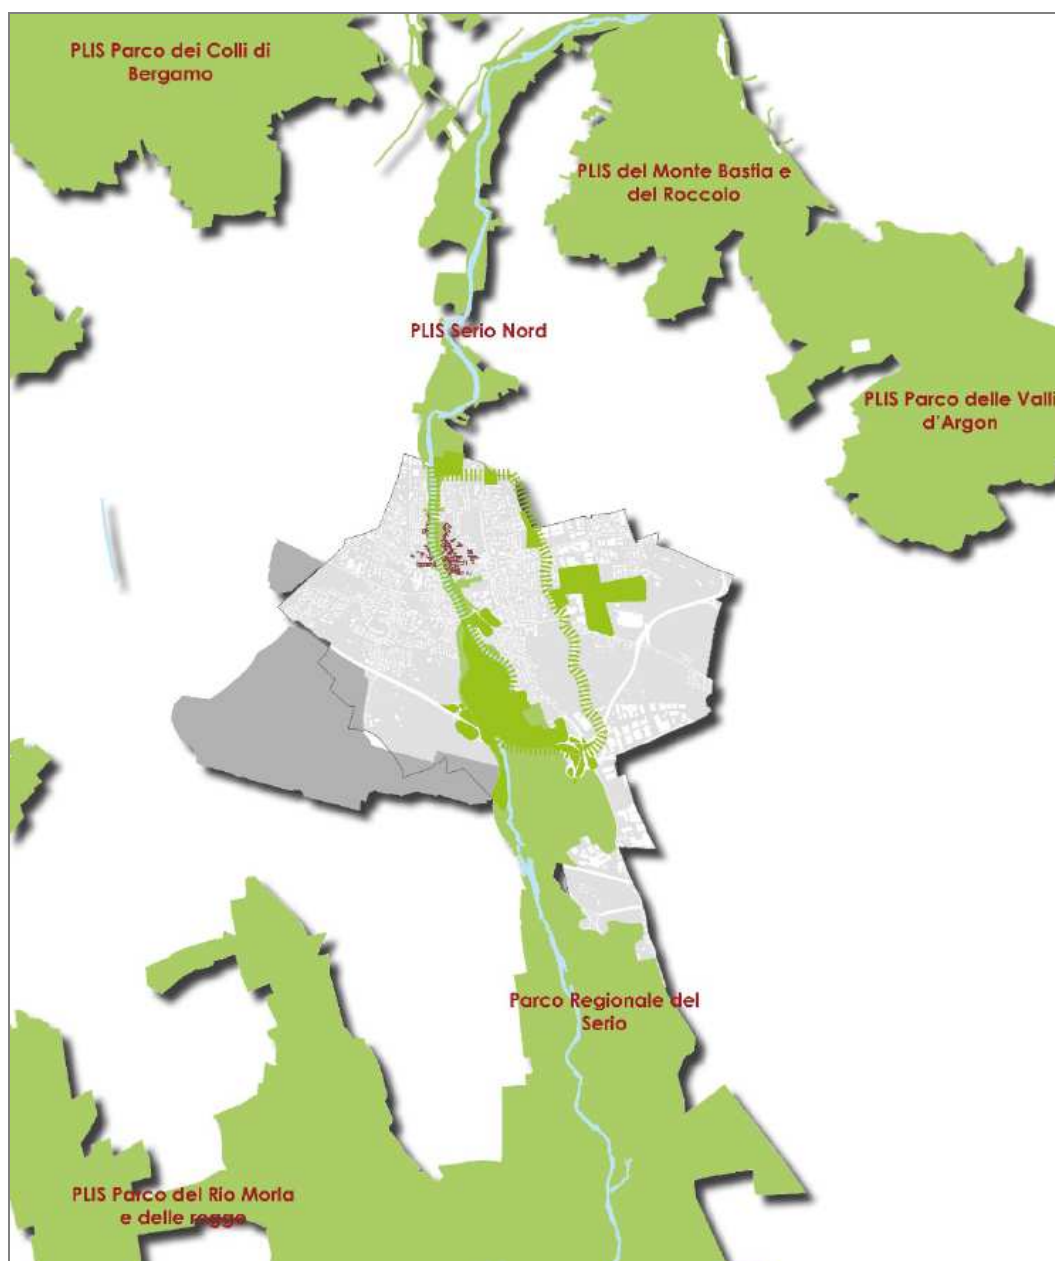 PLIS Parco dei Colli di
Bergamo
PLIS del Monte Bastia e
del Roccolo
PLIS Serio Nord
PLIS Parco delle Valli
d'Argon
Parco Regionale del
Serio
PLIS Parco del Rio Morla
e delle rogge